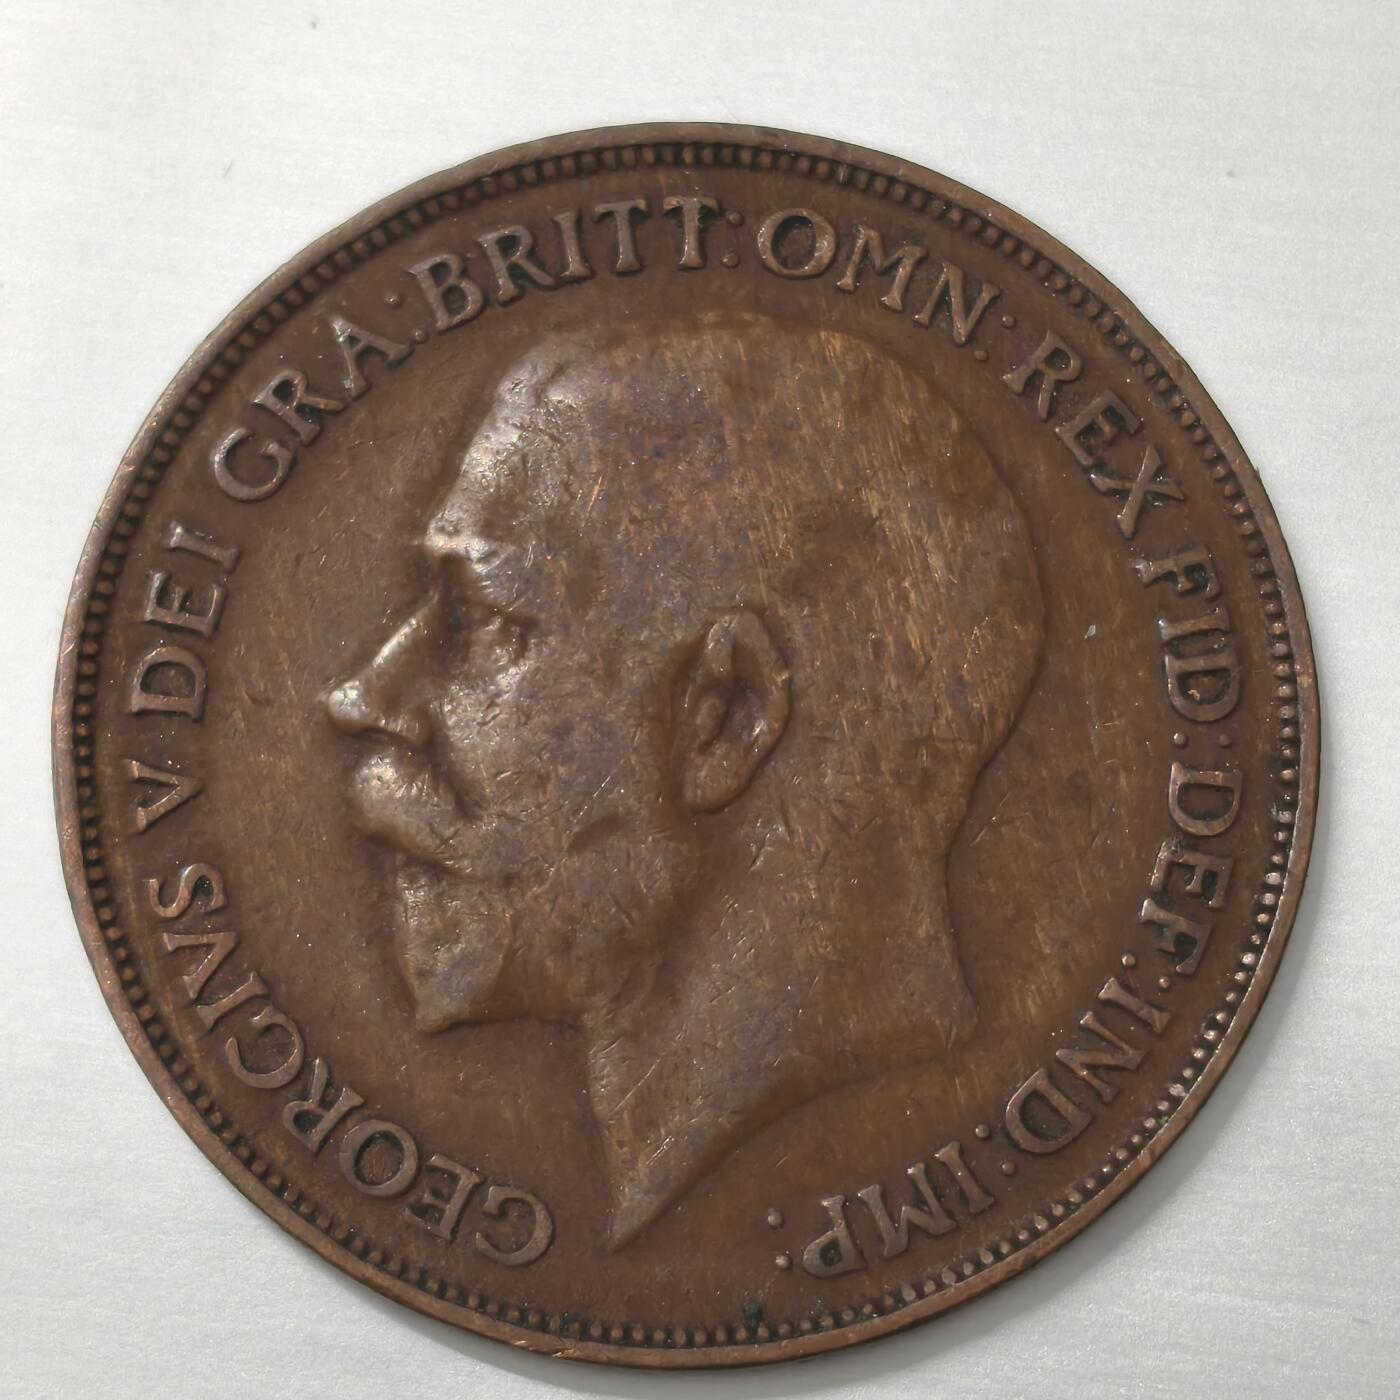 GEORGIVS V DEI GRA: BRITT: OMN: REX FID: DEF: IND: IMP: